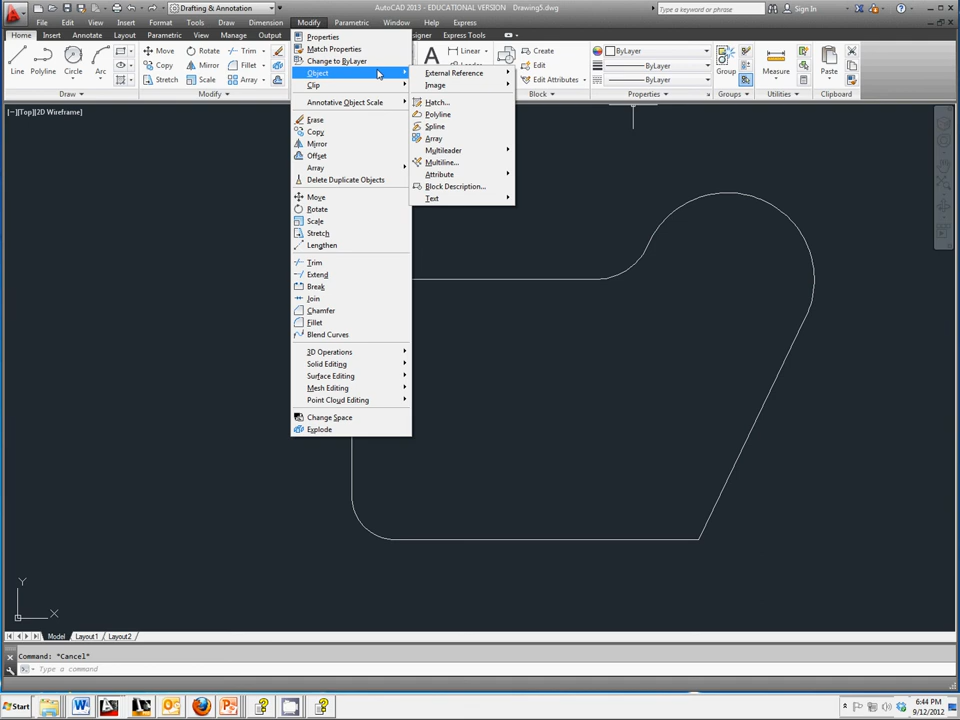 Drafting & Annotation
AutoCAD 2013 - EDUCATIONAL VERSION Drawing5.dwg
Type a keyword or phrase
Sign In
File Edit View Insert Format Tools Draw Dimension Modify Parametric Window Help Express
Home Insert Annotate Layout Parametric View Manage Output Express Tools
Line Polyline Circle Arc
Move Rotate Trim
Copy Mirror Fillet
Stretch Scale Array
Linear
Create
Edit
Edit Attributes
ByLayer
ByLayer
ByLayer
Group
Measure
Paste
Draw Modify Block Properties Groups Utilities Clipboard
[−][Top][2D Wireframe]
Properties
Match Properties
Change to ByLayer
Object
Clip
Annotative Object Scale
Erase
Copy
Mirror
Offset
Array
Delete Duplicate Objects
Move
Rotate
Scale
Stretch
Lengthen
Trim
Extend
Break
Join
Chamfer
Fillet
Blend Curves
3D Operations
Solid Editing
Surface Editing
Mesh Editing
Point Cloud Editing
Change Space
Explode
External Reference
Image
Hatch...
Polyline
Spline
Array
Multileader
Multiline...
Attribute
Block Description...
Text
Y
X
Model Layout1 Layout2
Command: *Cancel*
Type a command
Start
6:44 PM
9/12/2012